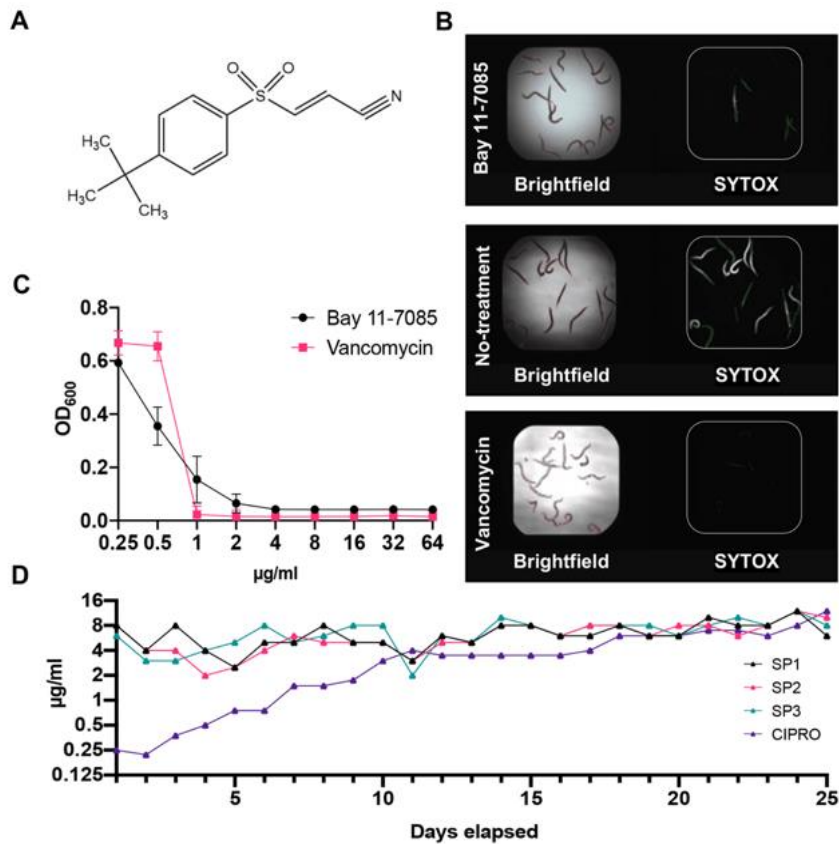 A
O
O
S
N
H₃C
H₃C
CH₃
B
Bay 11-7085
Brightfield
SYTOX
No-treatment
Brightfield
SYTOX
Vancomycin
Brightfield
SYTOX
C
Bay 11-7085
Vancomycin
OD₆₀₀
0.8
0.6
0.4
0.2
0.0
0.25 0.5 1 2 4 8 16 32 64
µg/ml
D
µg/ml
16
8
4
2
1
0.5
0.25
0.125
SP1
SP2
SP3
CIPRO
5 10 15 20 25
Days elapsed